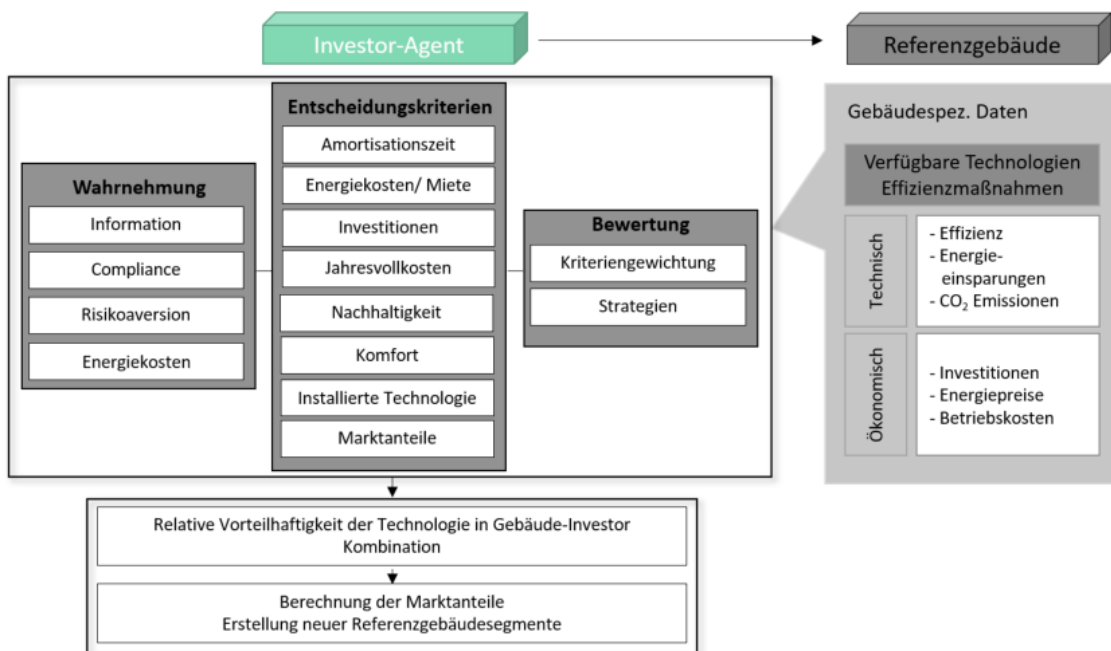 Investor-Agent
Referenzgebäude
Wahrnehmung
Information
Compliance
Risikoaversion
Energiekosten
Entscheidungskriterien
Amortisationszeit
Energiekosten/ Miete
Investitionen
Jahresvollkosten
Nachhaltigkeit
Komfort
Installierte Technologie
Marktanteile
Bewertung
Kriteriengewichtung
Strategien
Gebäudespez. Daten
Verfügbare Technologien
Effizienzmaßnahmen
Technisch
- Effizienz
- Energie-
einsparungen
- CO₂ Emissionen
Ökonomisch
- Investitionen
- Energiepreise
- Betriebskosten
Relative Vorteilhaftigkeit der Technologie in Gebäude-Investor
Kombination
Berechnung der Marktanteile
Erstellung neuer Referenzgebäudesegmente